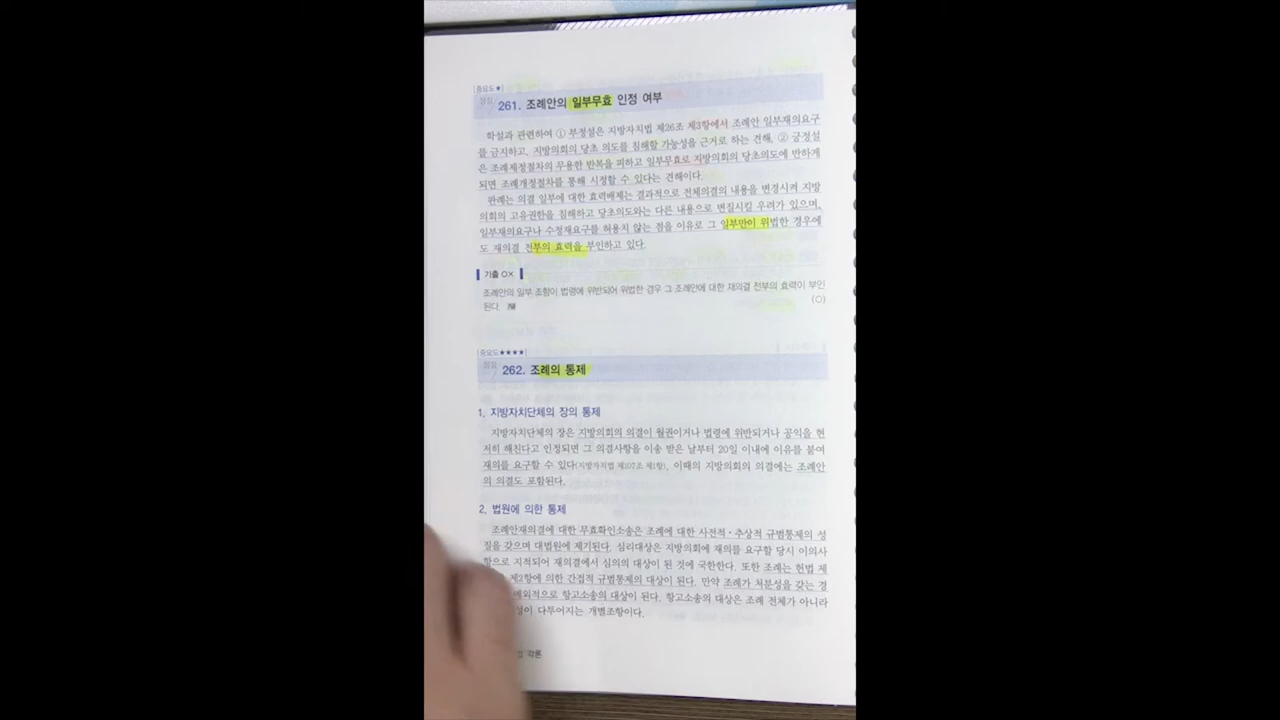 |중요도★|
쟁점 261. 조례안의 일부무효 인정 여부
학설과 관련하여 ① 부정설은 지방자치법 제26조 제3항에서 조례안 일부재의요구
를 금지하고, 지방의회의 당초 의도를 침해할 가능성을 근거로 하는 견해, ② 긍정설
은 조례제정절차의 무용한 반복을 피하고 일부무효로 지방의회의 당초의도에 반하게
되면 조례개정절차를 통해 시정할 수 있다는 견해이다.
판례는 의결 일부에 대한 효력배제는 결과적으로 전체의결의 내용을 변경시켜 지방
의회의 고유권한을 침해하고 당초의도와는 다른 내용으로 변질시킬 우려가 있으며,
일부재의요구나 수정재요구를 허용치 않는 점을 이유로 그 일부만이 위법한 경우에
도 재의결 전부의 효력을 부인하고 있다.
기출 ○×
조례안의 일부 조항이 법령에 위반되어 위법한 경우 그 조례안에 대한 재의결 전부의 효력이 부인
된다. (○)
|중요도★★★★|
쟁점 262. 조례의 통제
1. 지방자치단체의 장의 통제
지방자치단체의 장은 지방의회의 의결이 월권이거나 법령에 위반되거나 공익을 현
저히 해친다고 인정되면 그 의결사항을 이송 받은 날부터 20일 이내에 이유를 붙여
재의를 요구할 수 있다(지방자치법 제107조 제1항). 이때의 지방의회의 의결에는 조례안
의 의결도 포함된다.
2. 법원에 의한 통제
조례안재의결에 대한 무효확인소송은 조례에 대한 사전적·추상적 규범통제의 성
질을 갖으며 대법원에 제기된다. 심리대상은 지방의회에 재의를 요구할 당시 이의사
항으로 지적되어 재의결에서 심의의 대상이 된 것에 국한한다. 또한 조례는 헌법 제
제2항에 의한 간접적 규범통제의 대상이 된다. 만약 조례가 처분성을 갖는 경
예외적으로 항고소송의 대상이 된다. 항고소송의 대상은 조례 전체가 아니라
이 다투어지는 개별조항이다.
각론